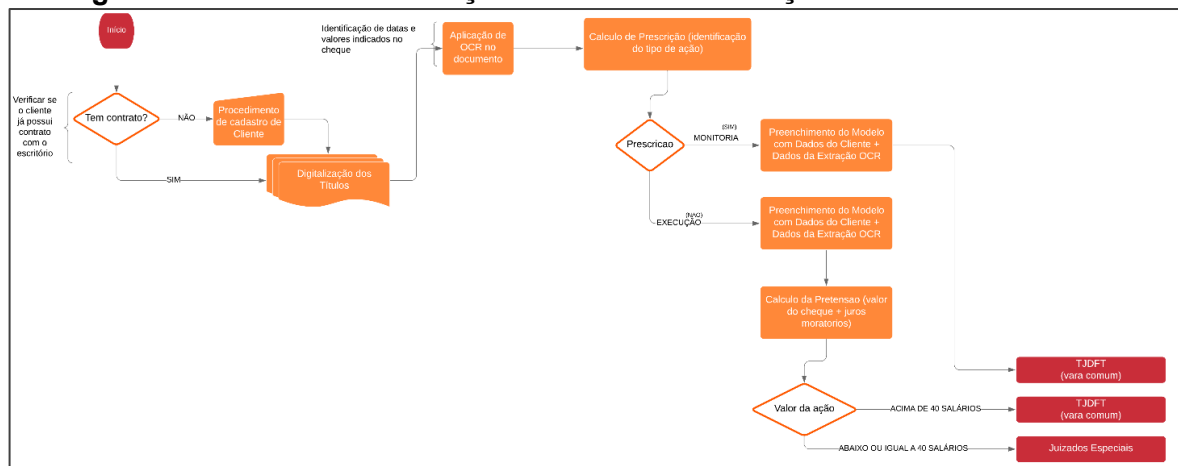 Início
Identificação de datas e
valores indicados no
cheque
Aplicação de
OCR no
documento
Calculo de Prescrição (identificação
do tipo de ação)
Verificar se
o cliente
já possui
contrato
com o
escritório
Tem contrato?
NÃO
Procedimento
de cadastro de
Cliente
SIM
Digitalização dos
Títulos
Prescricao
(SIM)
MONITORIA
Preenchimento do Modelo
com Dados do Cliente +
Dados da Extração OCR
(NAO)
EXECUÇÃO
Preenchimento do Modelo
com Dados do Cliente +
Dados da Extração OCR
Calculo da Pretensao (valor
do cheque + juros
moratorios)
TJDFT
(vara comum)
Valor da ação
ACIMA DE 40 SALÁRIOS
TJDFT
(vara comum)
ABAIXO OU IGUAL A 40 SALÁRIOS
Juizados Especiais